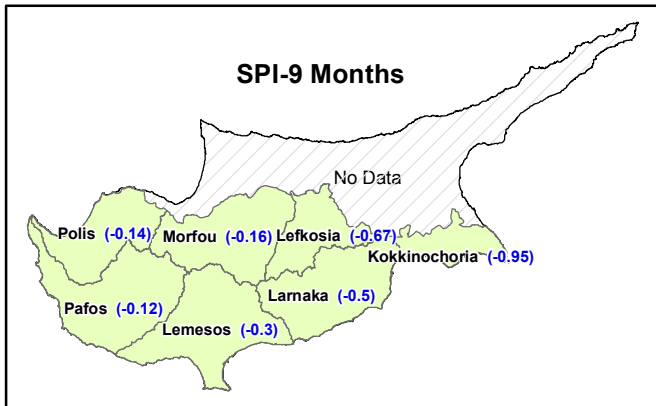 SPI-9 Months
No Data
Polis (-0.14)
Morfou (-0.16)
Lefkosia (-0.67)
Kokkinochoria (-0.95)
Pafos (-0.12)
Larnaka (-0.5)
Lemesos (-0.3)